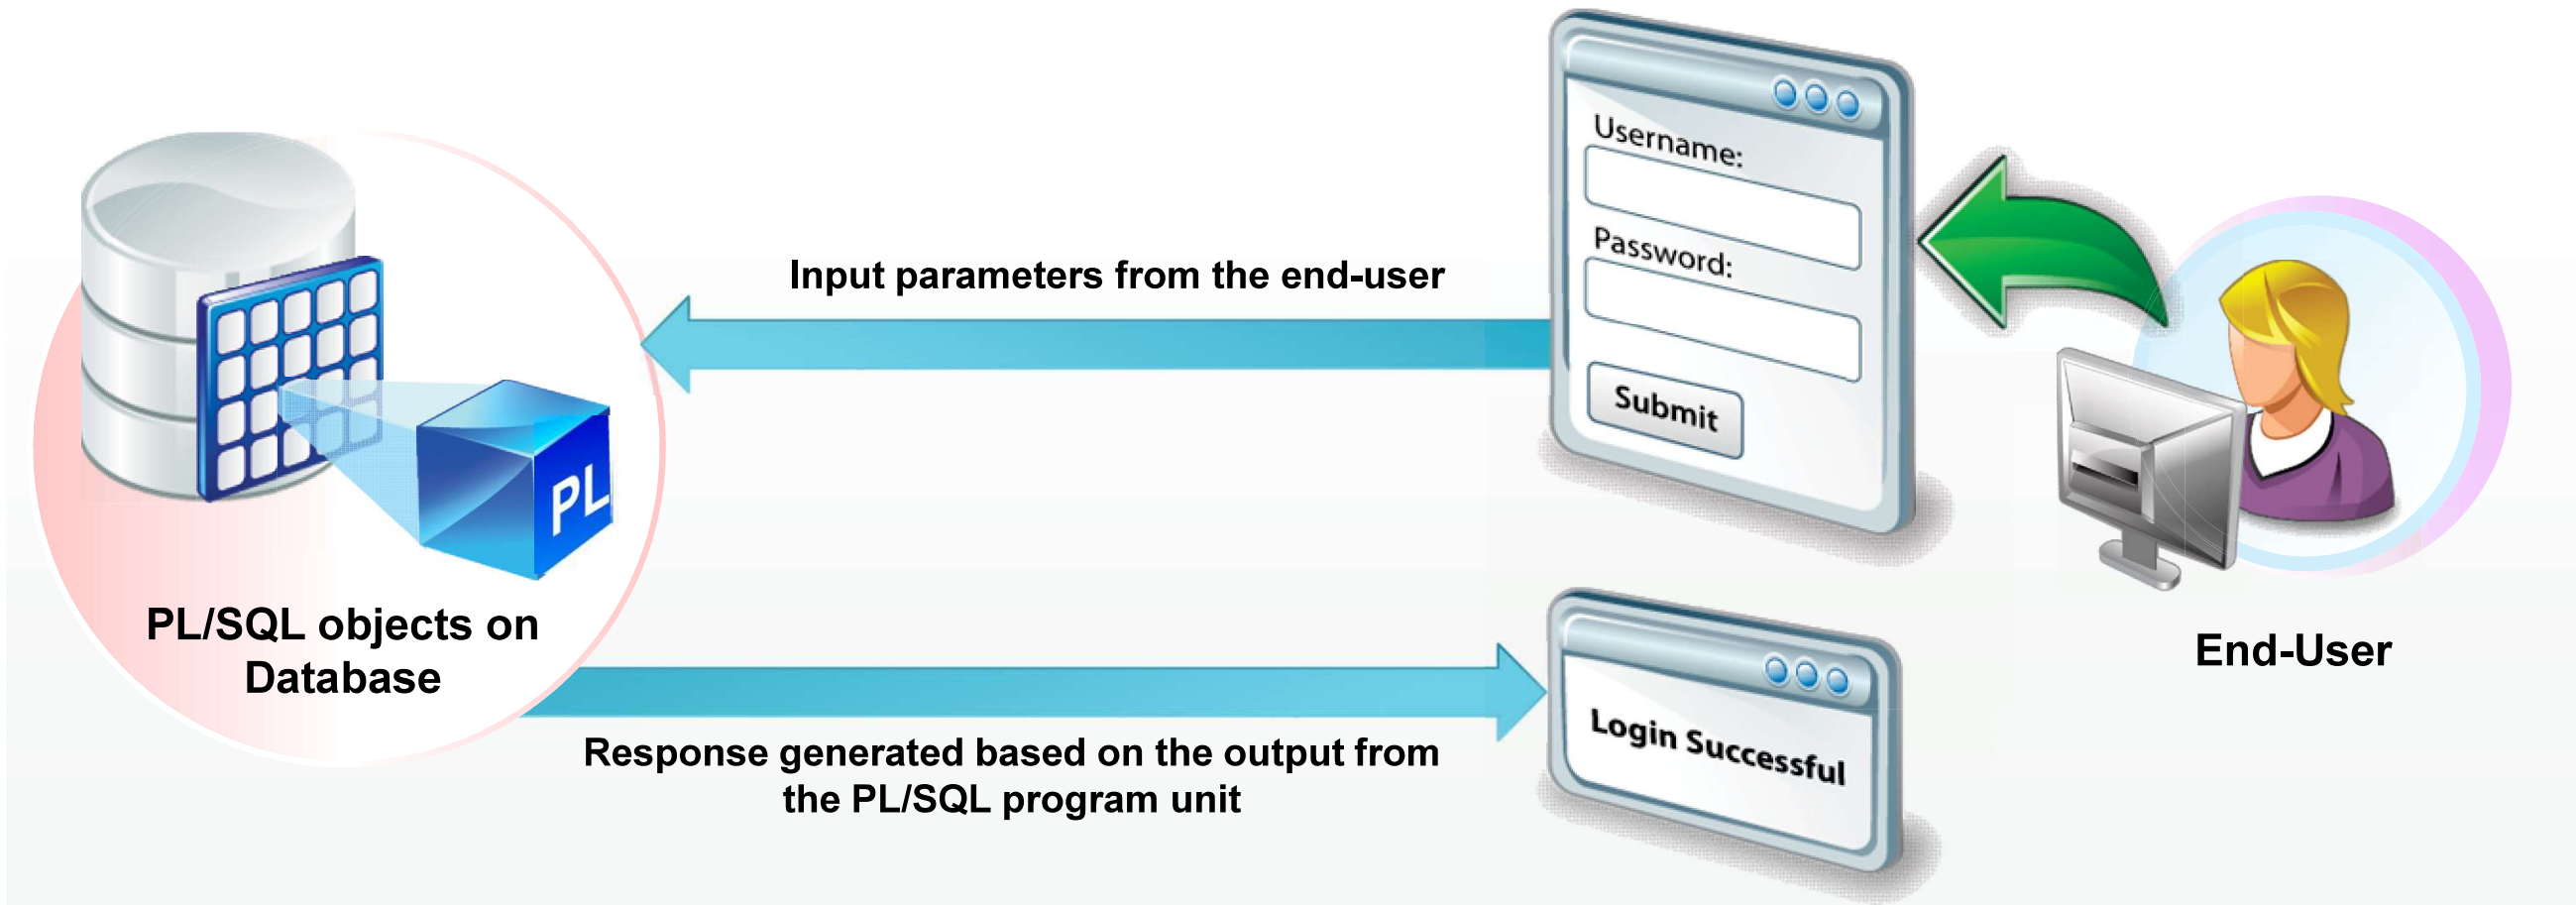 Username:
Password:
Submit
Input parameters from the end-user
PL
PL/SQL objects on
Database
End-User
Login Successful
Response generated based on the output from
the PL/SQL program unit